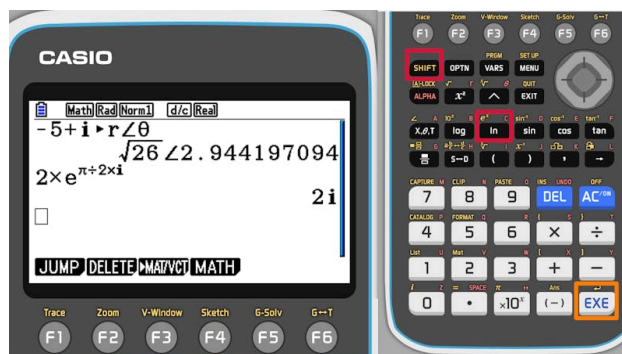 CASIO
Math Rad Norm1 d/c Real
-5+i▸r∠θ
√26∠2.944197094
2×e^π÷2×i
2i
JUMP DELETE ▸MAT/VCT MATH
Trace Zoom V-Window Sketch G-Solv G↔T
F1 F2 F3 F4 F5 F6
Trace Zoom V-Window Sketch G-Solv G↔T
F1 F2 F3 F4 F5 F6
PRGM SET UP
SHIFT OPTN VARS MENU
A-LOCK √ r θ QUIT
ALPHA x² ^ EXIT
∠ A 10ˣ B eˣ C sin⁻¹ D cos⁻¹ E tan⁻¹ F
X,θ,T log ln sin cos tan
S↔D ( ) , →
CAPTURE M CLIP N PASTE O INS UNDO OFF
7 8 9 DEL AC/ON
CATALOG P FORMAT Q R { S } T
4 5 6 × ÷
List U Mat V W [ X ] Y
1 2 3 + −
i Z = SPACE π " Ans ↵
0 • ×10ˣ (−) EXE